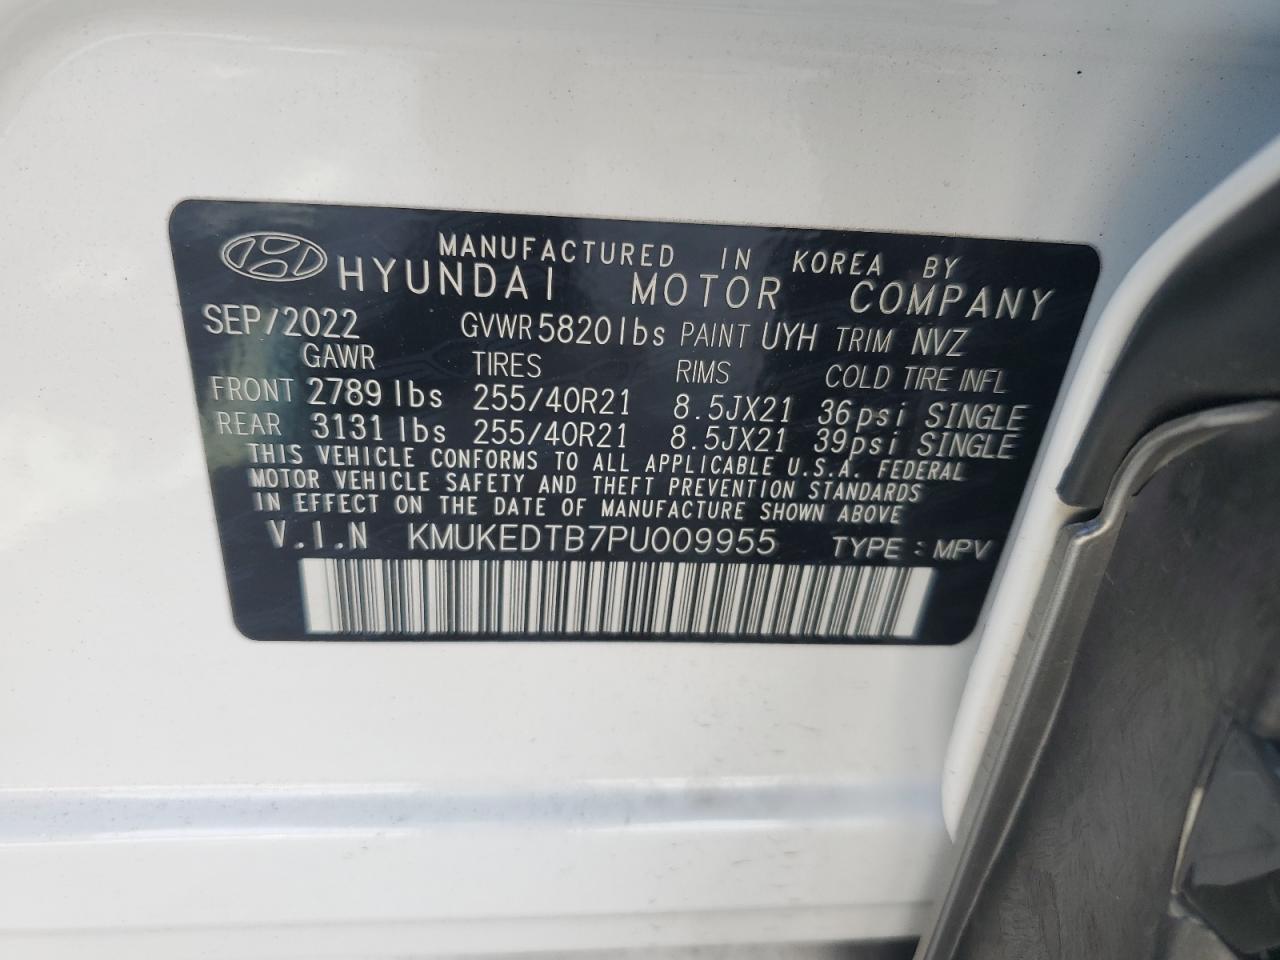 MANUFACTURED IN KOREA BY
HYUNDAI MOTOR COMPANY
SEP/2022 GVWR 5820lbs PAINT UYH TRIM NVZ
GAWR TIRES RIMS COLD TIRE INFL
FRONT 2789 lbs 255/40R21 8.5JX21 36psi SINGLE
REAR 3131 lbs 255/40R21 8.5JX21 39psi SINGLE
THIS VEHICLE CONFORMS TO ALL APPLICABLE U.S.A. FEDERAL
MOTOR VEHICLE SAFETY AND THEFT PREVENTION STANDARDS
IN EFFECT ON THE DATE OF MANUFACTURE SHOWN ABOVE
V.I.N KMUKEDTB7PU009955 TYPE : MPV